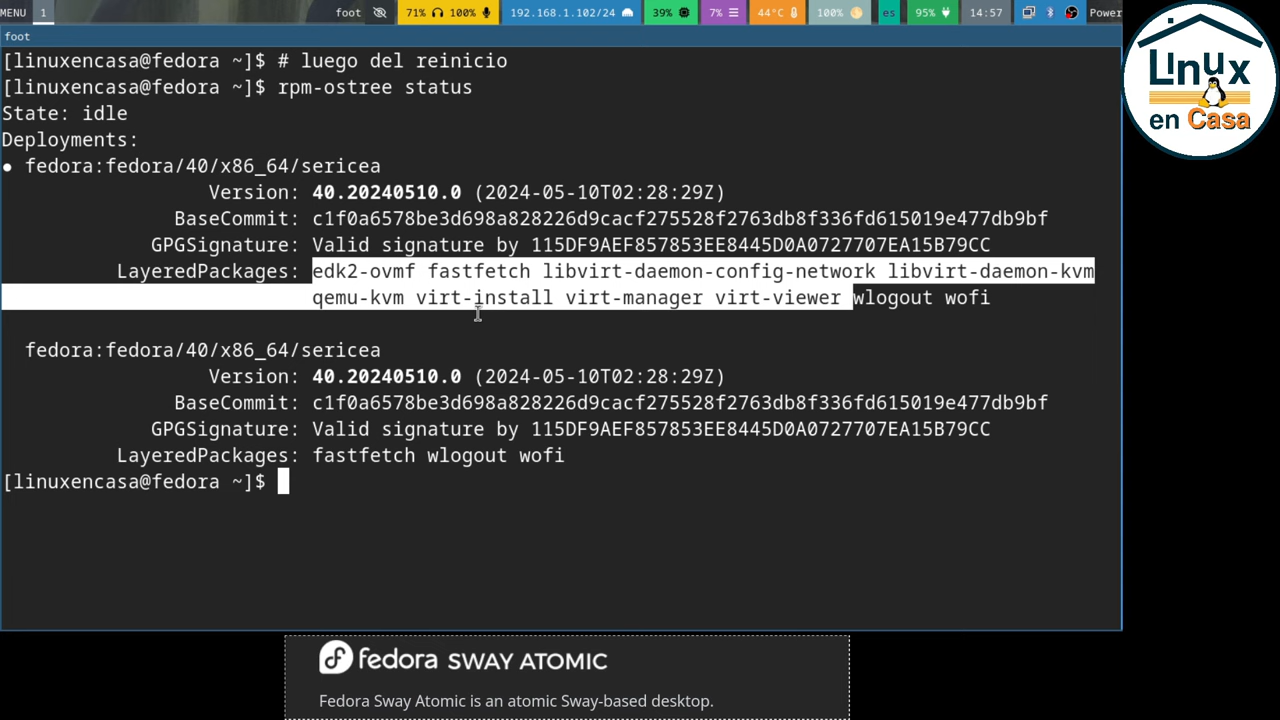 MENU 1 foot 71% 100% 192.168.1.102/24 39% 7% 44°C 100% es 95% 14:57 Power
foot
[linuxencasa@fedora ~]$ # luego del reinicio
[linuxencasa@fedora ~]$ rpm-ostree status
State: idle
Deployments:
● fedora:fedora/40/x86_64/sericea
Version: 40.20240510.0 (2024-05-10T02:28:29Z)
BaseCommit: c1f0a6578be3d698a828226d9cacf275528f2763db8f336fd615019e477db9bf
GPGSignature: Valid signature by 115DF9AEF857853EE8445D0A0727707EA15B79CC
LayeredPackages: edk2-ovmf fastfetch libvirt-daemon-config-network libvirt-daemon-kvm
qemu-kvm virt-install virt-manager virt-viewer wlogout wofi
fedora:fedora/40/x86_64/sericea
Version: 40.20240510.0 (2024-05-10T02:28:29Z)
BaseCommit: c1f0a6578be3d698a828226d9cacf275528f2763db8f336fd615019e477db9bf
GPGSignature: Valid signature by 115DF9AEF857853EE8445D0A0727707EA15B79CC
LayeredPackages: fastfetch wlogout wofi
[linuxencasa@fedora ~]$
Linux
en Casa
fedora SWAY ATOMIC
Fedora Sway Atomic is an atomic Sway-based desktop.